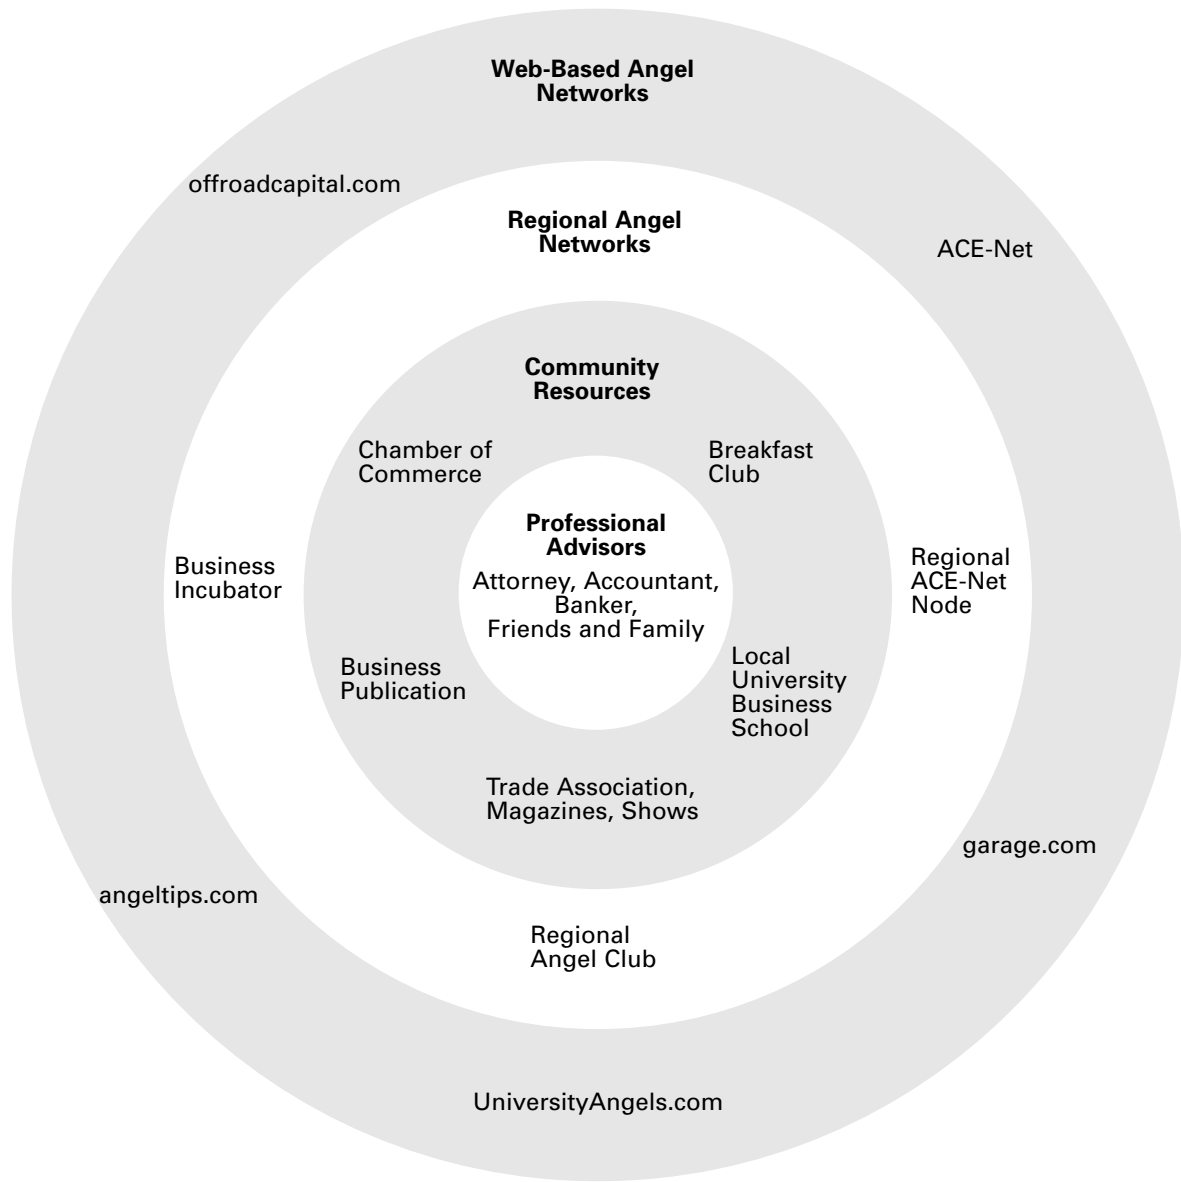 Web-Based Angel
Networks
offroadcapital.com
Regional Angel
Networks
ACE-Net
Community
Resources
Chamber of
Commerce
Breakfast
Club
Professional
Advisors
Attorney, Accountant,
Banker,
Friends and Family
Business
Incubator
Regional
ACE-Net
Node
Business
Publication
Local
University
Business
School
Trade Association,
Magazines, Shows
garage.com
angeltips.com
Regional
Angel Club
UniversityAngels.com